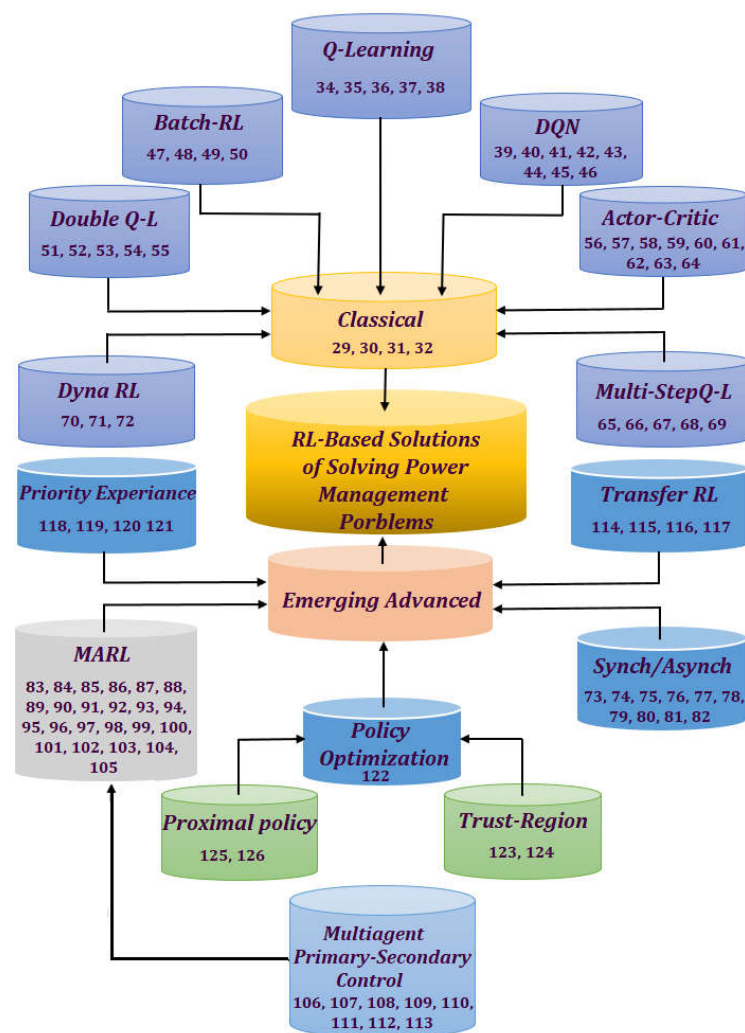 Q-Learning
34, 35, 36, 37, 38
Batch-RL
47, 48, 49, 50
DQN
39, 40, 41, 42, 43,
44, 45, 46
Double Q-L
51, 52, 53, 54, 55
Actor-Critic
56, 57, 58, 59, 60, 61,
62, 63, 64
Classical
29, 30, 31, 32
Dyna RL
70, 71, 72
Multi-StepQ-L
65, 66, 67, 68, 69
RL-Based Solutions
of Solving Power
Management
Porblems
Priority Experiance
118, 119, 120 121
Transfer RL
114, 115, 116, 117
Emerging Advanced
MARL
83, 84, 85, 86, 87, 88,
89, 90, 91, 92, 93, 94,
95, 96, 97, 98, 99, 100,
101, 102, 103, 104,
105
Synch/Asynch
73, 74, 75, 76, 77, 78,
79, 80, 81, 82
Policy
Optimization
122
Proximal policy
125, 126
Trust-Region
123, 124
Multiagent
Primary-Secondary
Control
106, 107, 108, 109, 110,
111, 112, 113